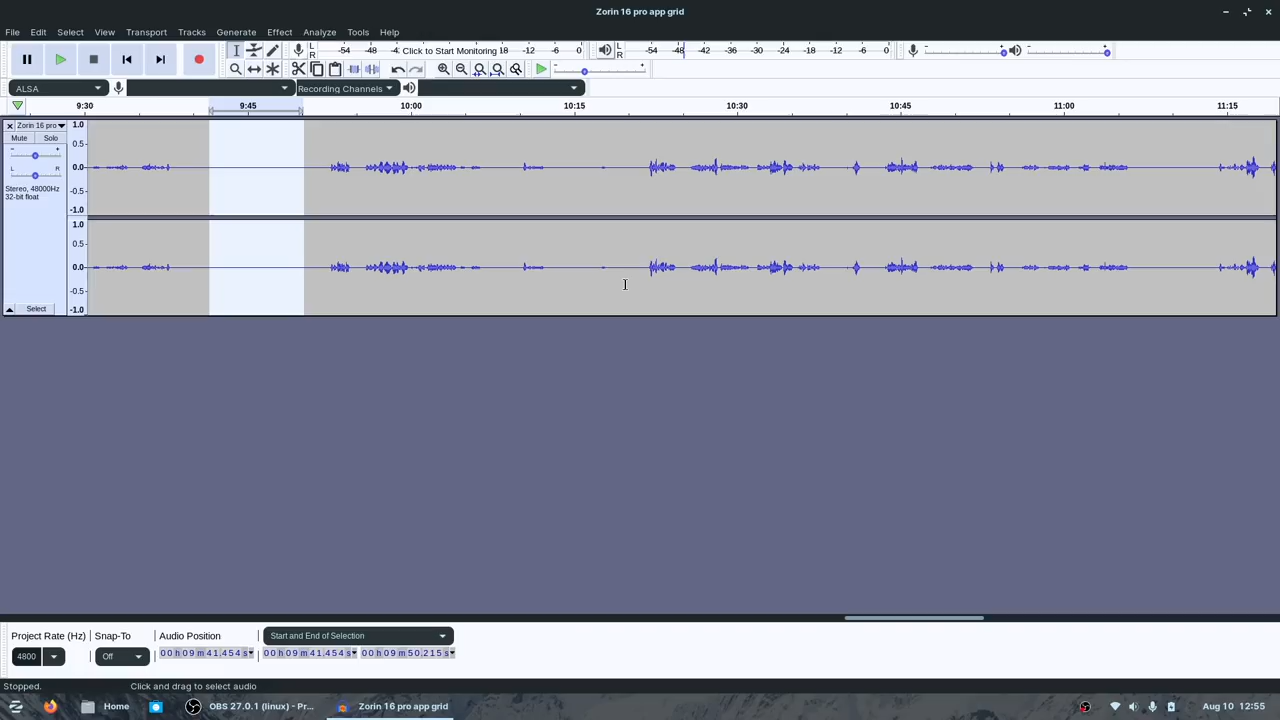 Zorin 16 pro app grid
File Edit Select View Transport Tracks Generate Effect Analyze Tools Help
L R -54 -48 -4 Click to Start Monitoring 18 -12 -6 0 L R -54 -48 -42 -36 -30 -24 -18 -12 -6 0
ALSA Recording Channels
9:30 9:45 10:00 10:15 10:30 10:45 11:00 11:15
Zorin 16 pro 1.0
Mute Solo
- + 0.5
L R 0.0
Stereo, 48000Hz -0.5
32-bit float
-1.0
1.0
0.5
0.0
-0.5
Select -1.0
Project Rate (Hz) Snap-To Audio Position Start and End of Selection
4800 Off 00 h 09 m 41.454 s 00 h 09 m 41.454 s 00 h 09 m 50.215 s
Stopped. Click and drag to select audio
Home OBS 27.0.1 (linux) - Pr... Zorin 16 pro app grid Aug 10 12:55